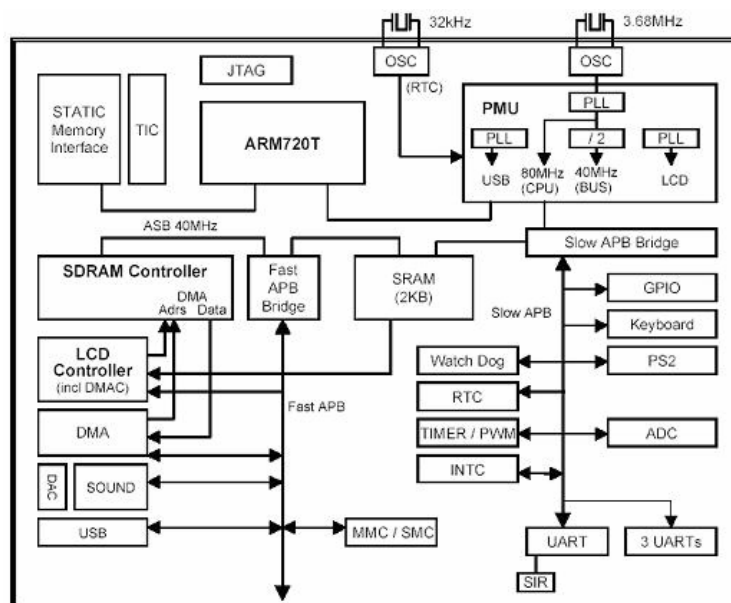 32kHz
3.68MHz
OSC
OSC
(RTC)
JTAG
STATIC
Memory
Interface
TIC
ARM720T
PMU
PLL
PLL
/ 2
PLL
USB
80MHz
(CPU)
40MHz
(BUS)
LCD
ASB 40MHz
Slow APB Bridge
SDRAM Controller
DMA
Adrs Data
Fast
APB
Bridge
SRAM
(2KB)
Slow APB
GPIO
Keyboard
LCD
Controller
(incl DMAC)
Watch Dog
PS2
RTC
Fast APB
DMA
TIMER / PWM
ADC
DAC
SOUND
INTC
USB
MMC / SMC
UART
3 UARTs
SIR